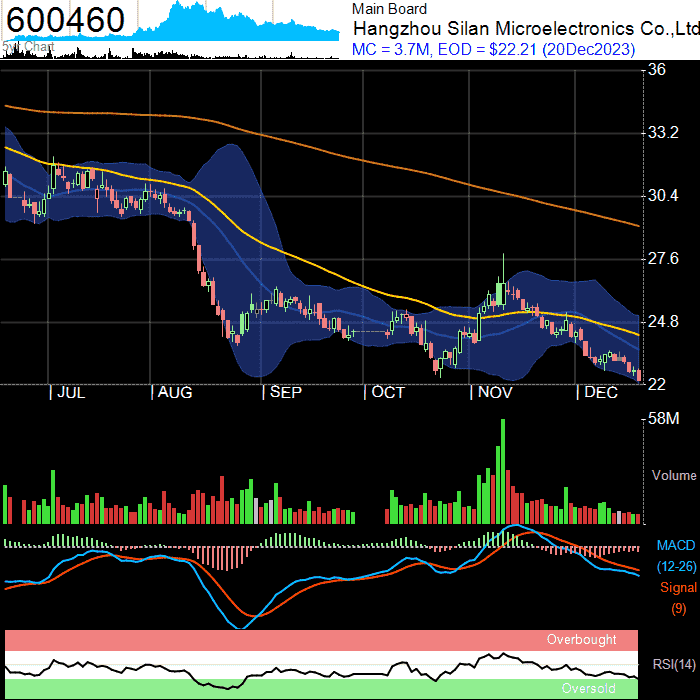 600460
5yr Chart
Main Board
Hangzhou Silan Microelectronics Co.,Ltd
MC = 3.7M, EOD = $22.21 (20Dec2023)
36
33.2
30.4
27.6
24.8
22
| JUL
| AUG
| SEP
| OCT
| NOV
| DEC
58M
Volume
MACD
(12-26)
Signal
(9)
Overbought
RSI(14)
Oversold